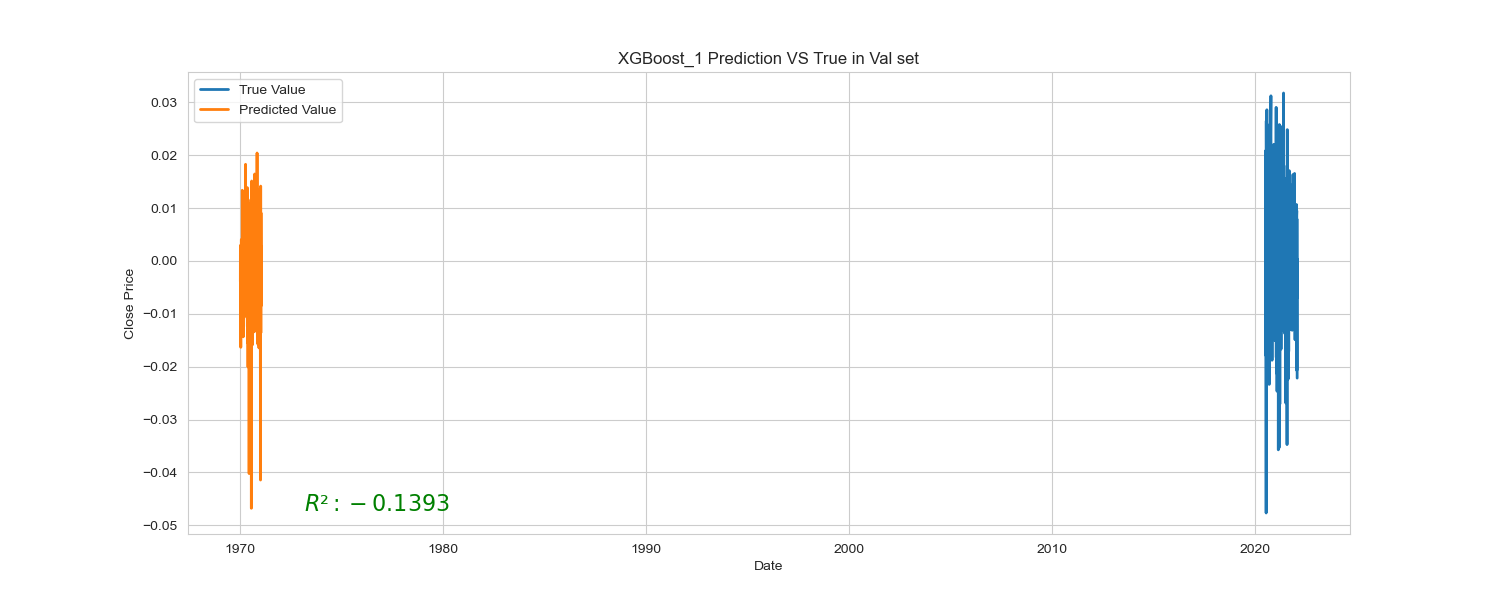 XGBoost_1 Prediction VS True in Val set
True Value
Predicted Value
0.03
0.02
0.01
0.00
−0.01
−0.02
−0.03
−0.04
−0.05
Close Price
R² : − 0.1393
1970 1980 1990 2000 2010 2020
Date